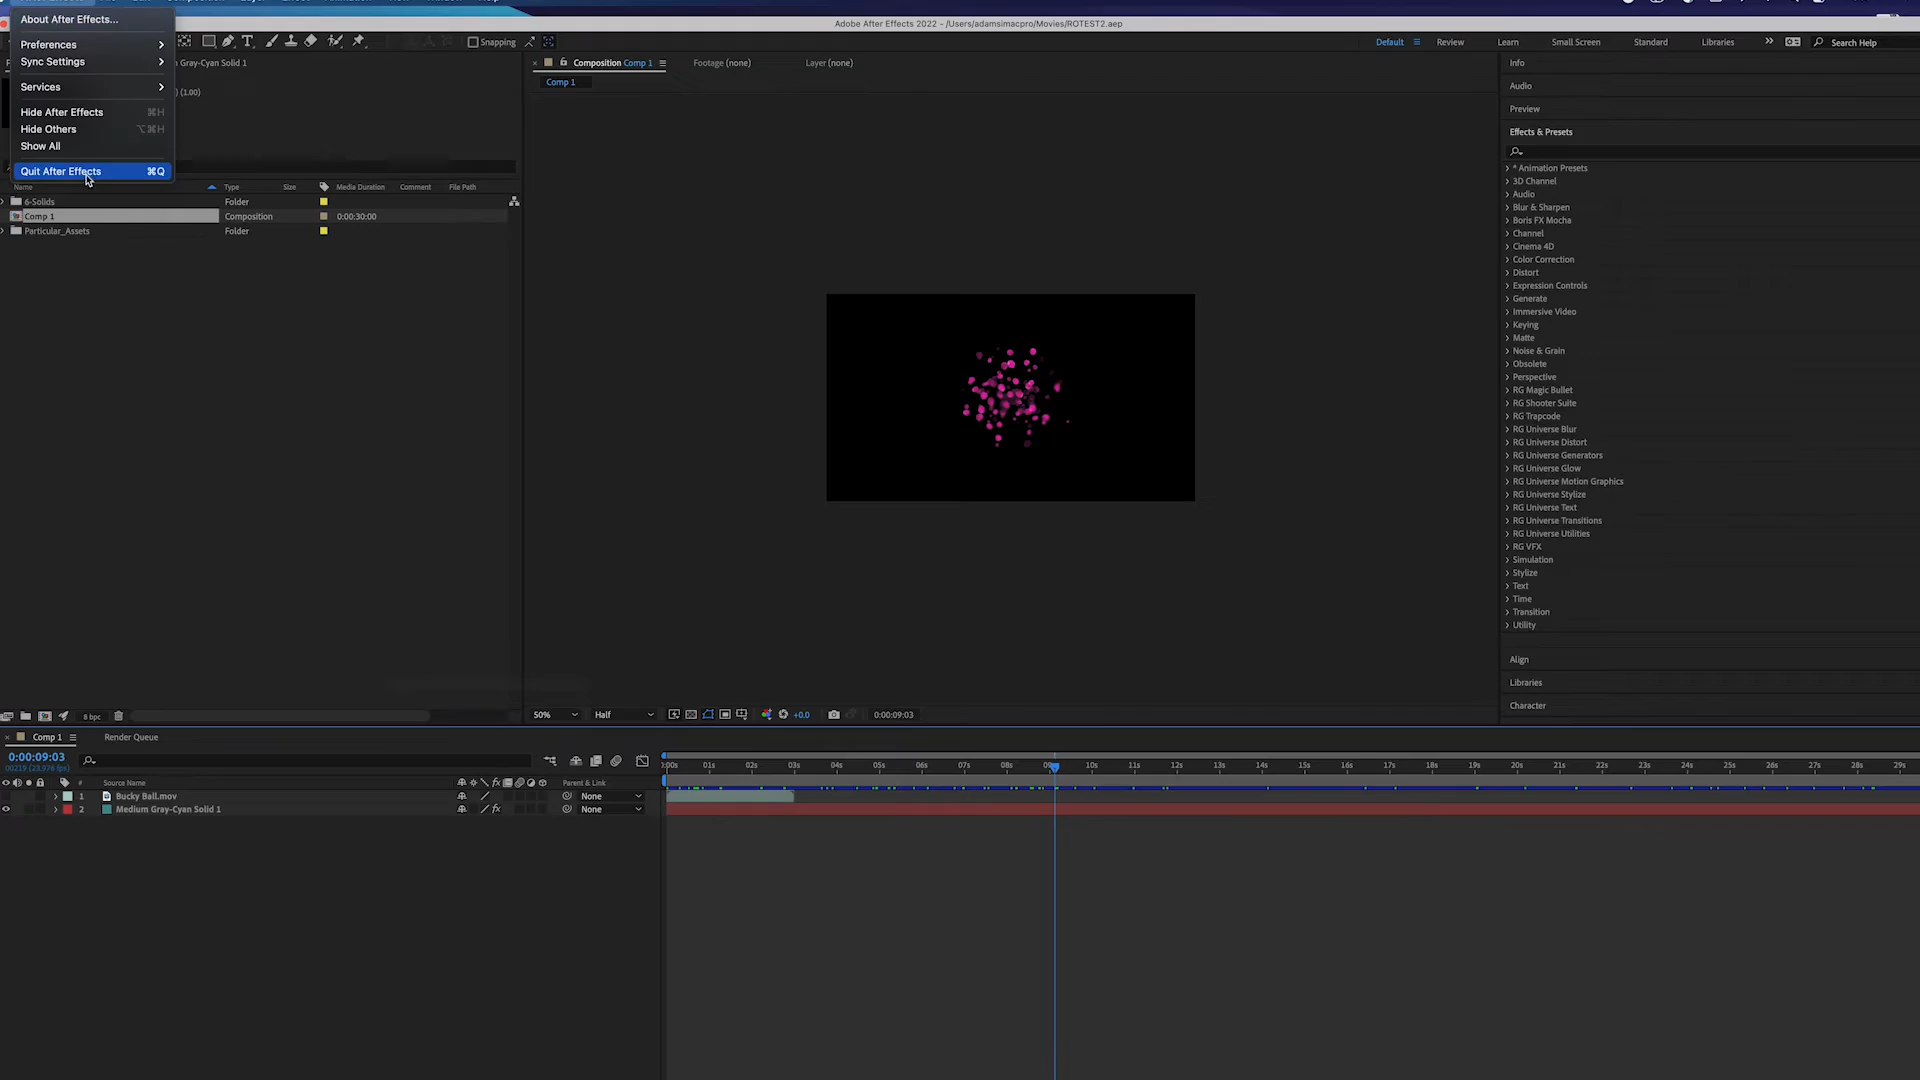 About After Effects...
Adobe After Effects 2022 - /Users/adamsimacpro/Movies/ROTEST2.aep
Preferences
Sync Settings
Services
Hide After Effects ⌘H
Hide Others ⌥⌘H
Show All
Quit After Effects ⌘Q
Snapping
Default
Review
Learn
Small Screen
Standard
Libraries
Search Help
Gray-Cyan Solid 1
(1.00)
Composition Comp 1
Footage (none)
Layer (none)
Comp 1
Name Type Size Media Duration Comment File Path
6-Solids Folder
Comp 1 Composition 0:00:30:00
Particular_Assets Folder
Info
Audio
Preview
Effects & Presets
* Animation Presets
3D Channel
Audio
Blur & Sharpen
Boris FX Mocha
Channel
Cinema 4D
Color Correction
Distort
Expression Controls
Generate
Immersive Video
Keying
Matte
Noise & Grain
Obsolete
Perspective
RG Magic Bullet
RG Shooter Suite
RG Trapcode
RG Universe Blur
RG Universe Distort
RG Universe Generators
RG Universe Glow
RG Universe Motion Graphics
RG Universe Stylize
RG Universe Text
RG Universe Transitions
RG Universe Utilities
RG VFX
Simulation
Stylize
Text
Time
Transition
Utility
Align
Libraries
Character
8 bpc
50% Half +0.0 0:00:09:03
Comp 1 Render Queue
0:00:09:03
00219 (23.976 fps)
Source Name Parent & Link
1 Bucky Ball.mov None
2 Medium Gray-Cyan Solid 1 None
:00s 01s 02s 03s 04s 05s 06s 07s 08s 10s 11s 12s 13s 14s 15s 16s 17s 18s 19s 20s 21s 22s 23s 24s 25s 26s 27s 28s 29s